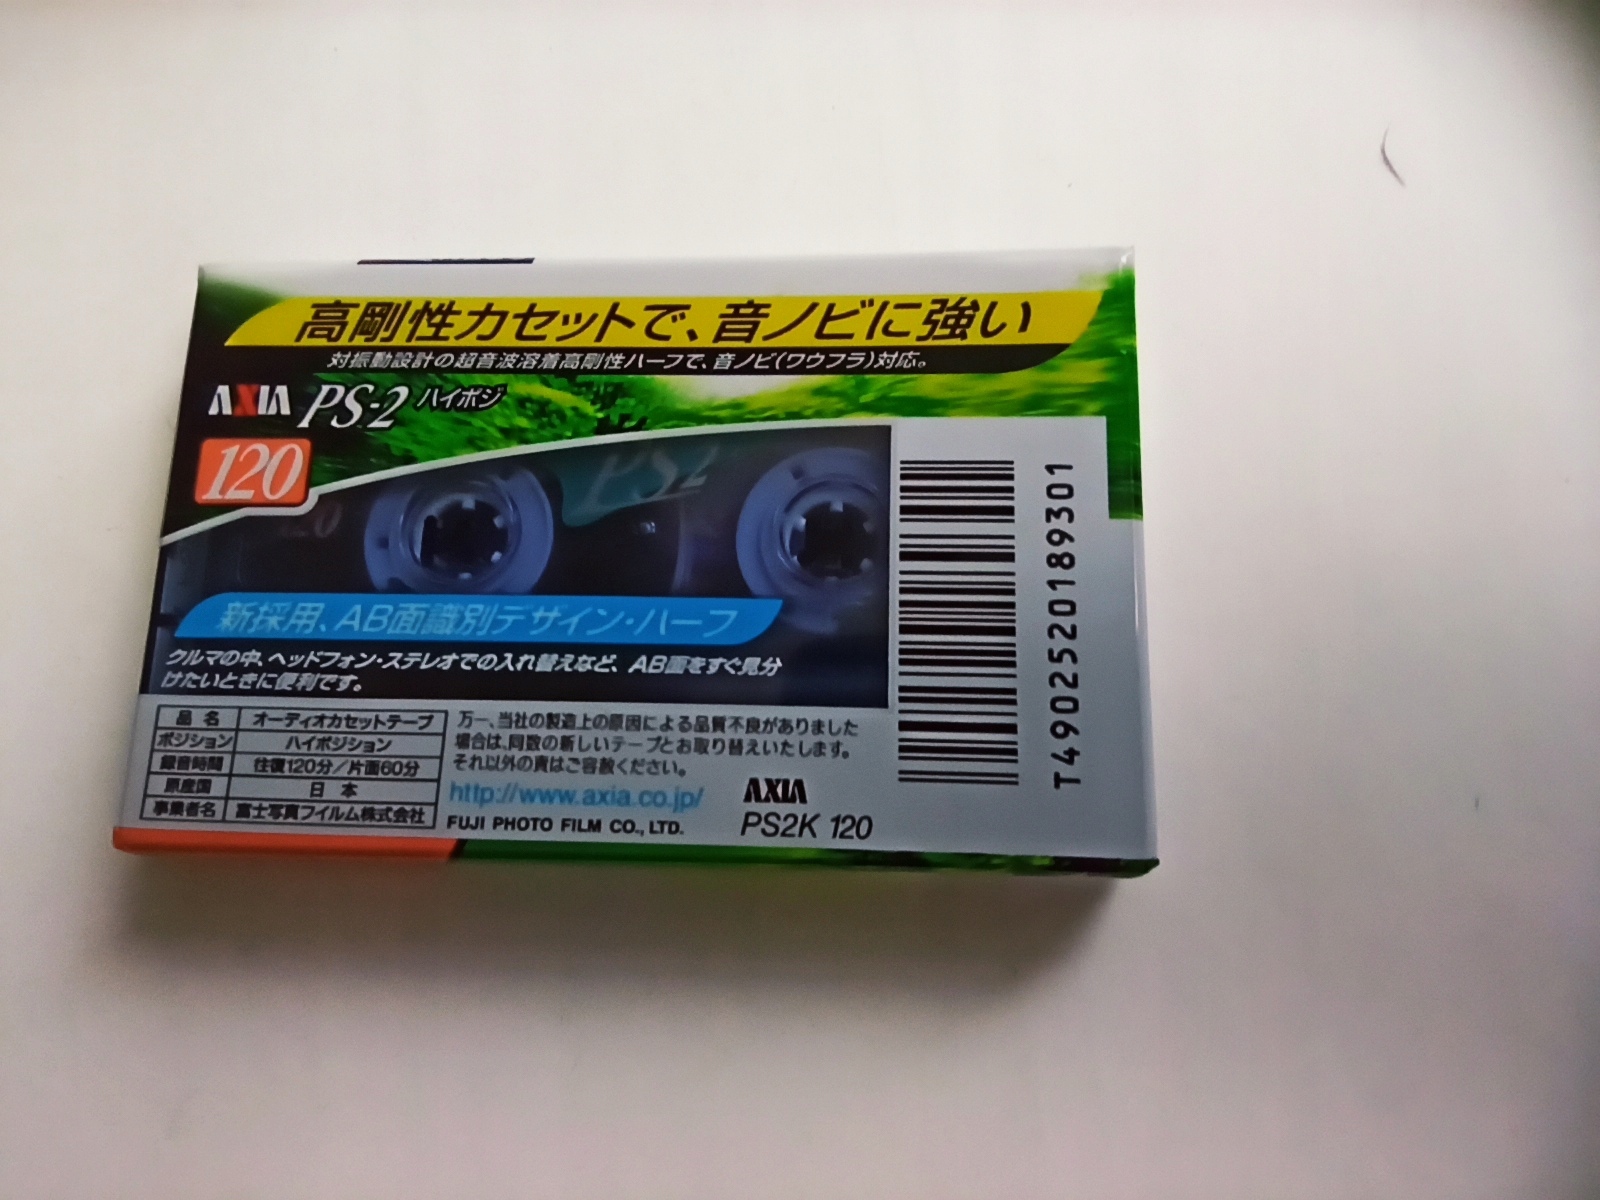 高剛性カセットで、音ノビに強い
対振動設計の超音波溶着高剛性ハーフで、音ノビ(ワウフラ)対応。
AXIA PS-2 ハイポジ
120
PS2
120
新採用、AB面識別デザイン・ハーフ
クルマの中、ヘッドフォン・ステレオでの入れ替えなど、AB面をすぐ見分
けたいときに便利です。
品名 オーディオカセットテープ
ポジション ハイポジション
録音時間 往復120分/片面60分
原産国 日本
事業者名 富士写真フイルム株式会社
万一、当社の製造上の原因による品質不良がありました
場合は、同数の新しいテープとお取り替えいたします。
それ以外の責はご容赦ください。
http://www.axia.co.jp/
FUJI PHOTO FILM CO., LTD.
AXIA
PS2K 120
T4902520189301